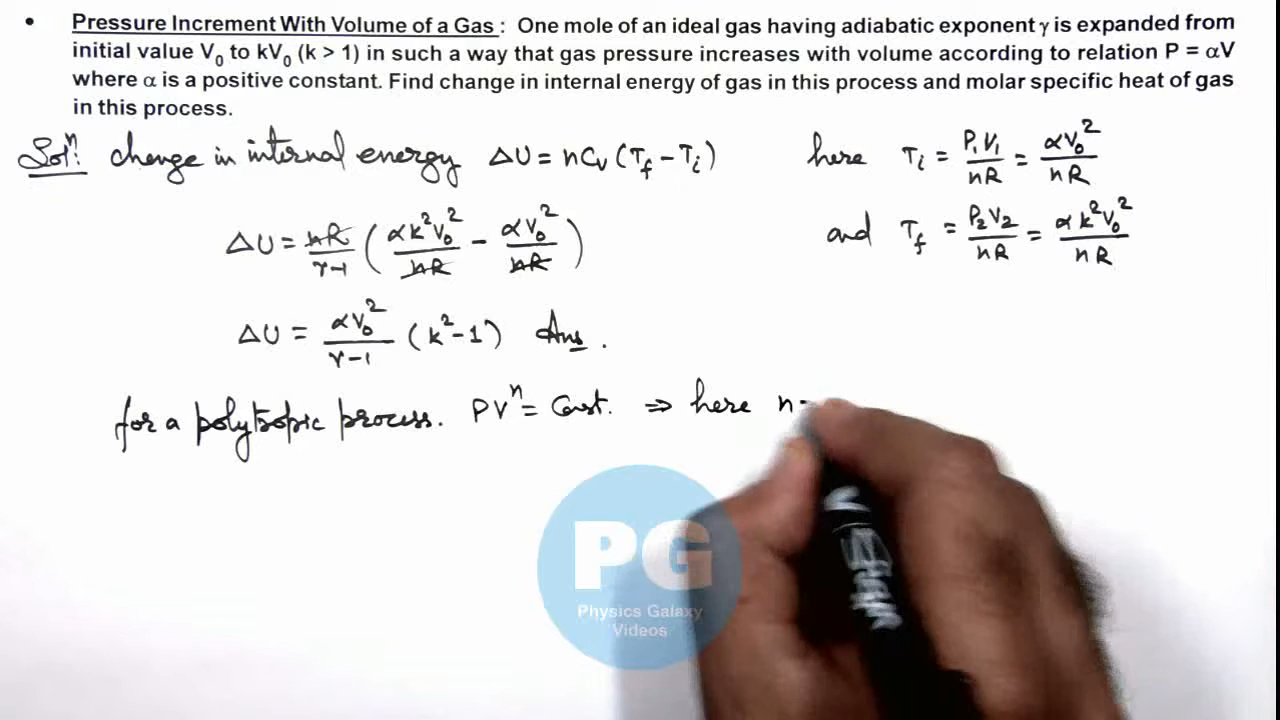 • Pressure Increment With Volume of a Gas : One mole of an ideal gas having adiabatic exponent γ is expanded from
initial value V₀ to kV₀ (k > 1) in such a way that gas pressure increases with volume according to relation P = αV
where α is a positive constant. Find change in internal energy of gas in this process and molar specific heat of gas
in this process.
Solⁿ: change in internal energy ΔU = nCᵥ (T_f − T_i) here T_i = P₁V₁/nR = αV₀²/nR
ΔU = nR/γ−1 ( αk²V₀²/nR − αV₀²/nR ) and T_f = P₂V₂/nR = αk²V₀²/nR
ΔU = αV₀²/γ−1 (k²−1) Ans.
for a polytropic process. PVⁿ = Const. ⇒ here n =
PG
Physics Galaxy
Videos